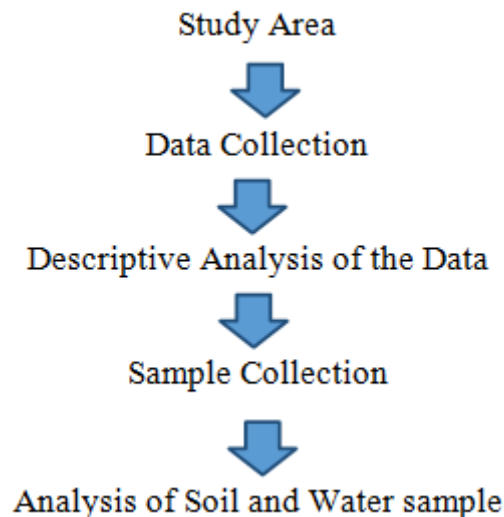 Study Area
Data Collection
Descriptive Analysis of the Data
Sample Collection
Analysis of Soil and Water sample